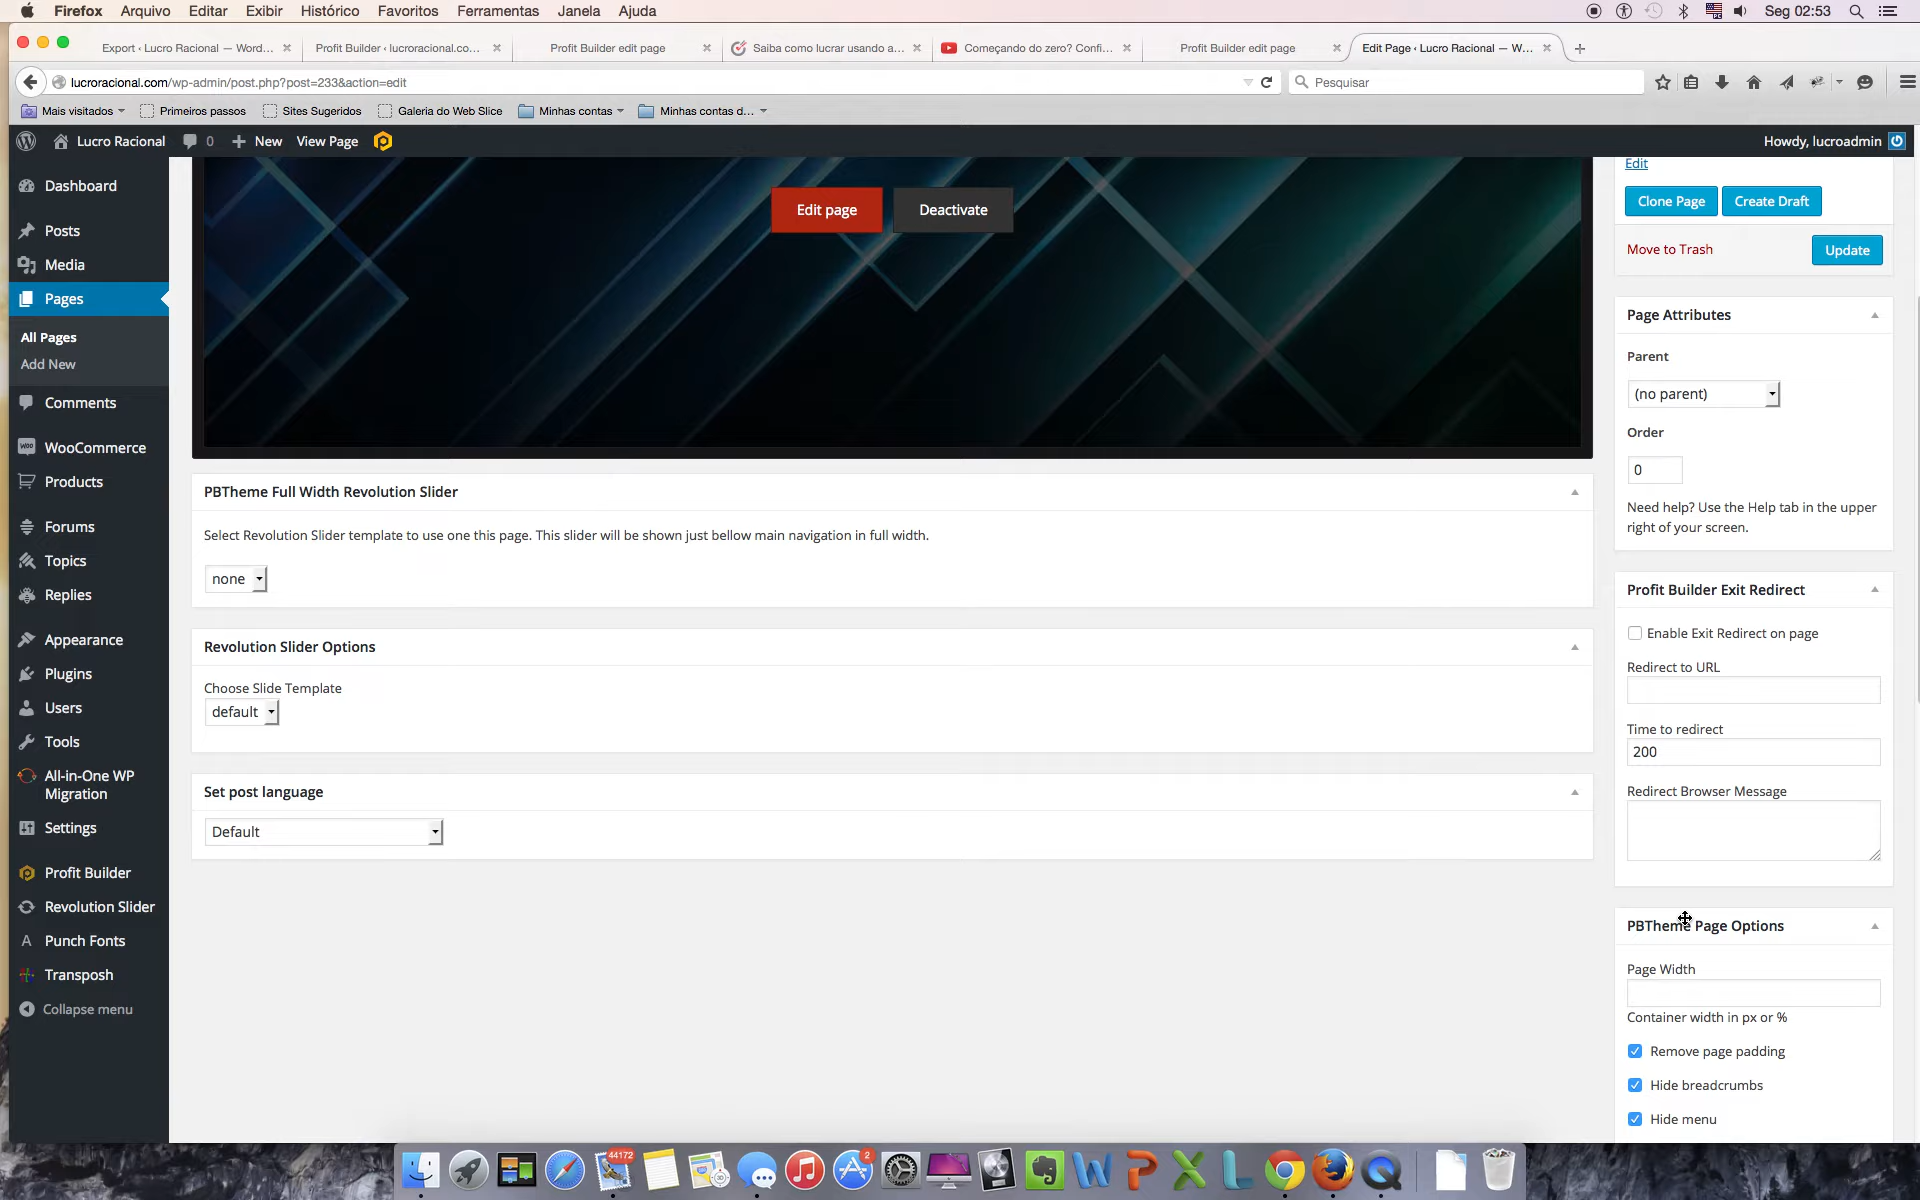 Firefox Arquivo Editar Exibir Histórico Favoritos Ferramentas Janela Ajuda Seg 02:53
Export ‹ Lucro Racional — Word... Profit Builder ‹ lucroracional.co... Profit Builder edit page Saiba como lucrar usando a... Começando do zero? Confi... Profit Builder edit page Edit Page ‹ Lucro Racional — W...
lucroracional.com/wp-admin/post.php?post=233&action=edit Pesquisar
Mais visitados Primeiros passos Sites Sugeridos Galeria do Web Slice Minhas contas Minhas contas d...
Lucro Racional 0 New View Page Howdy, lucroadmin
Edit
Dashboard
Posts
Media
Pages
All Pages
Add New
Comments
WooCommerce
Products
Forums
Topics
Replies
Appearance
Plugins
Users
Tools
All-in-One WP
Migration
Settings
Profit Builder
Revolution Slider
Punch Fonts
Transposh
Collapse menu
Edit page Deactivate
PBTheme Full Width Revolution Slider
Select Revolution Slider template to use one this page. This slider will be shown just bellow main navigation in full width.
none
Revolution Slider Options
Choose Slide Template
default
Set post language
Default
Clone Page Create Draft
Move to Trash Update
Page Attributes
Parent
(no parent)
Order
0
Need help? Use the Help tab in the upper
right of your screen.
Profit Builder Exit Redirect
Enable Exit Redirect on page
Redirect to URL
Time to redirect
200
Redirect Browser Message
PBTheme Page Options
Page Width
Container width in px or %
Remove page padding
Hide breadcrumbs
Hide menu
44172
2